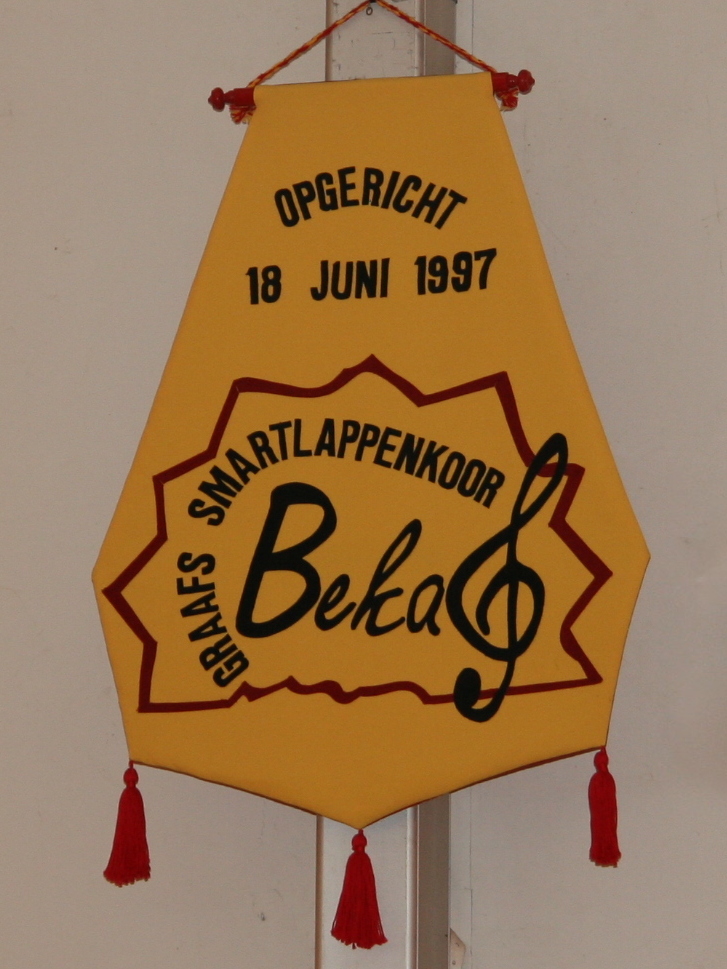 OPGERICHT
18 JUNI 1997
GRAAFS SMARTLAPPENKOOR
Beka